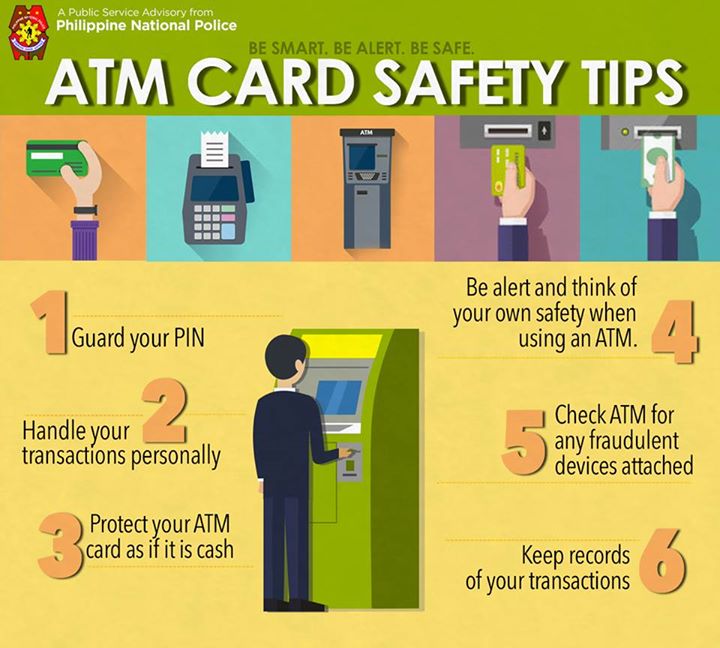 A Public Service Advisory from
Philippine National Police
BE SMART. BE ALERT. BE SAFE.
ATM CARD SAFETY TIPS
ATM
1
Guard your PIN
2
Handle your
transactions personally
3
Protect your ATM
card as if it is cash
Be alert and think of
your own safety when
using an ATM.
4
5
Check ATM for
any fraudulent
devices attached
Keep records
of your transactions
6